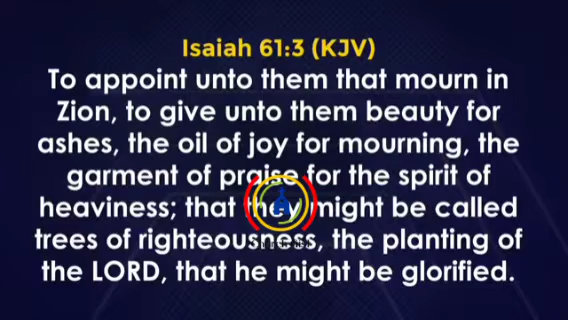 Isaiah 61:3 (KJV)
To appoint unto them that mourn in
Zion, to give unto them beauty for
ashes, the oil of joy for mourning, the
garment of praise for the spirit of
heaviness; that they might be called
trees of righteousness, the planting of
the LORD, that he might be glorified.